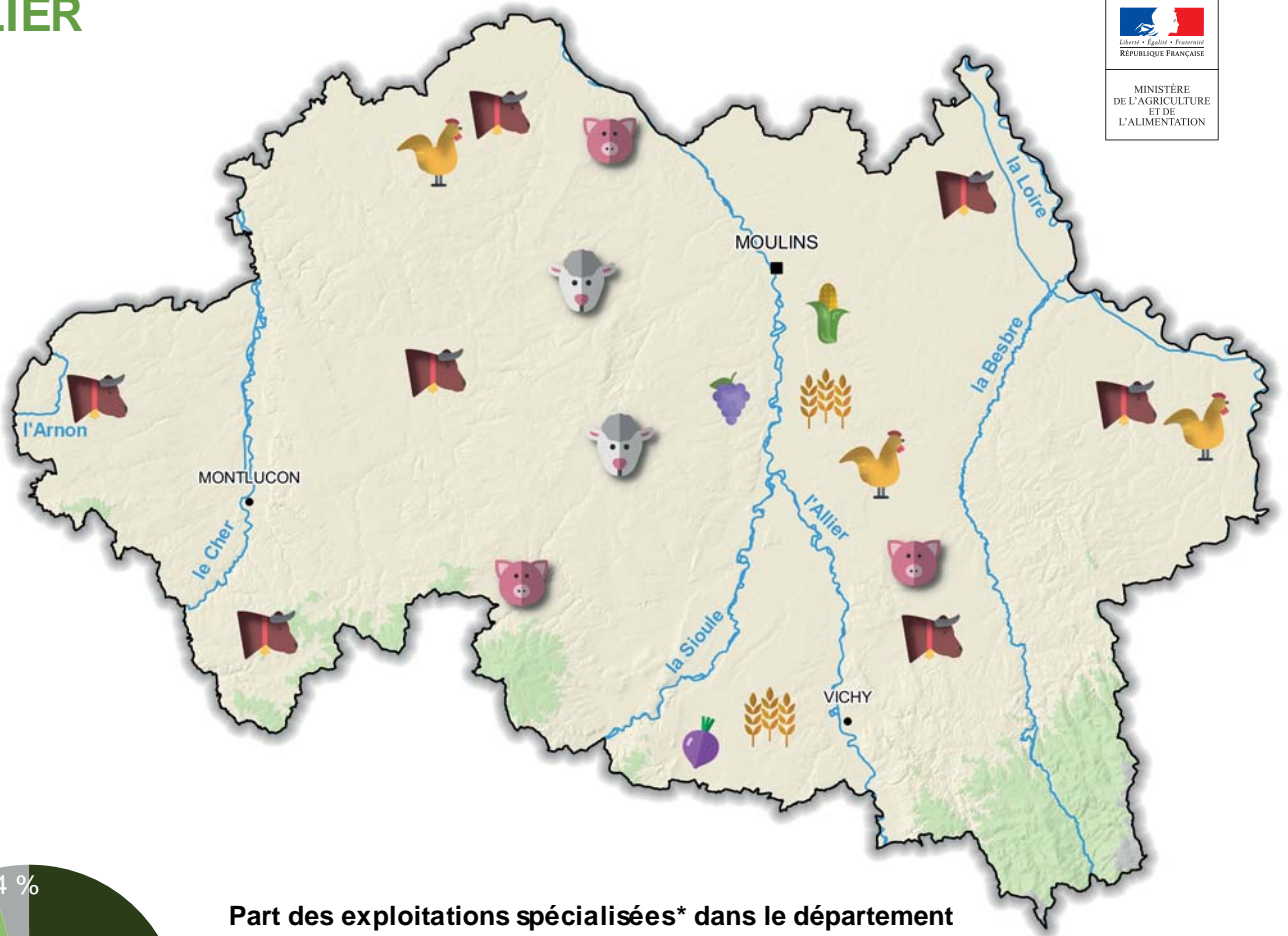 LIER
Liberté • Égalité • Fraternité
RÉPUBLIQUE FRANÇAISE
MINISTÈRE
DE L'AGRICULTURE
ET DE
L'ALIMENTATION
la Loire
MOULINS
la Besbre
l'Arnon
MONTLUCON
l'Allier
le Cher
la Sioule
VICHY
4 %
Part des exploitations spécialisées* dans le département